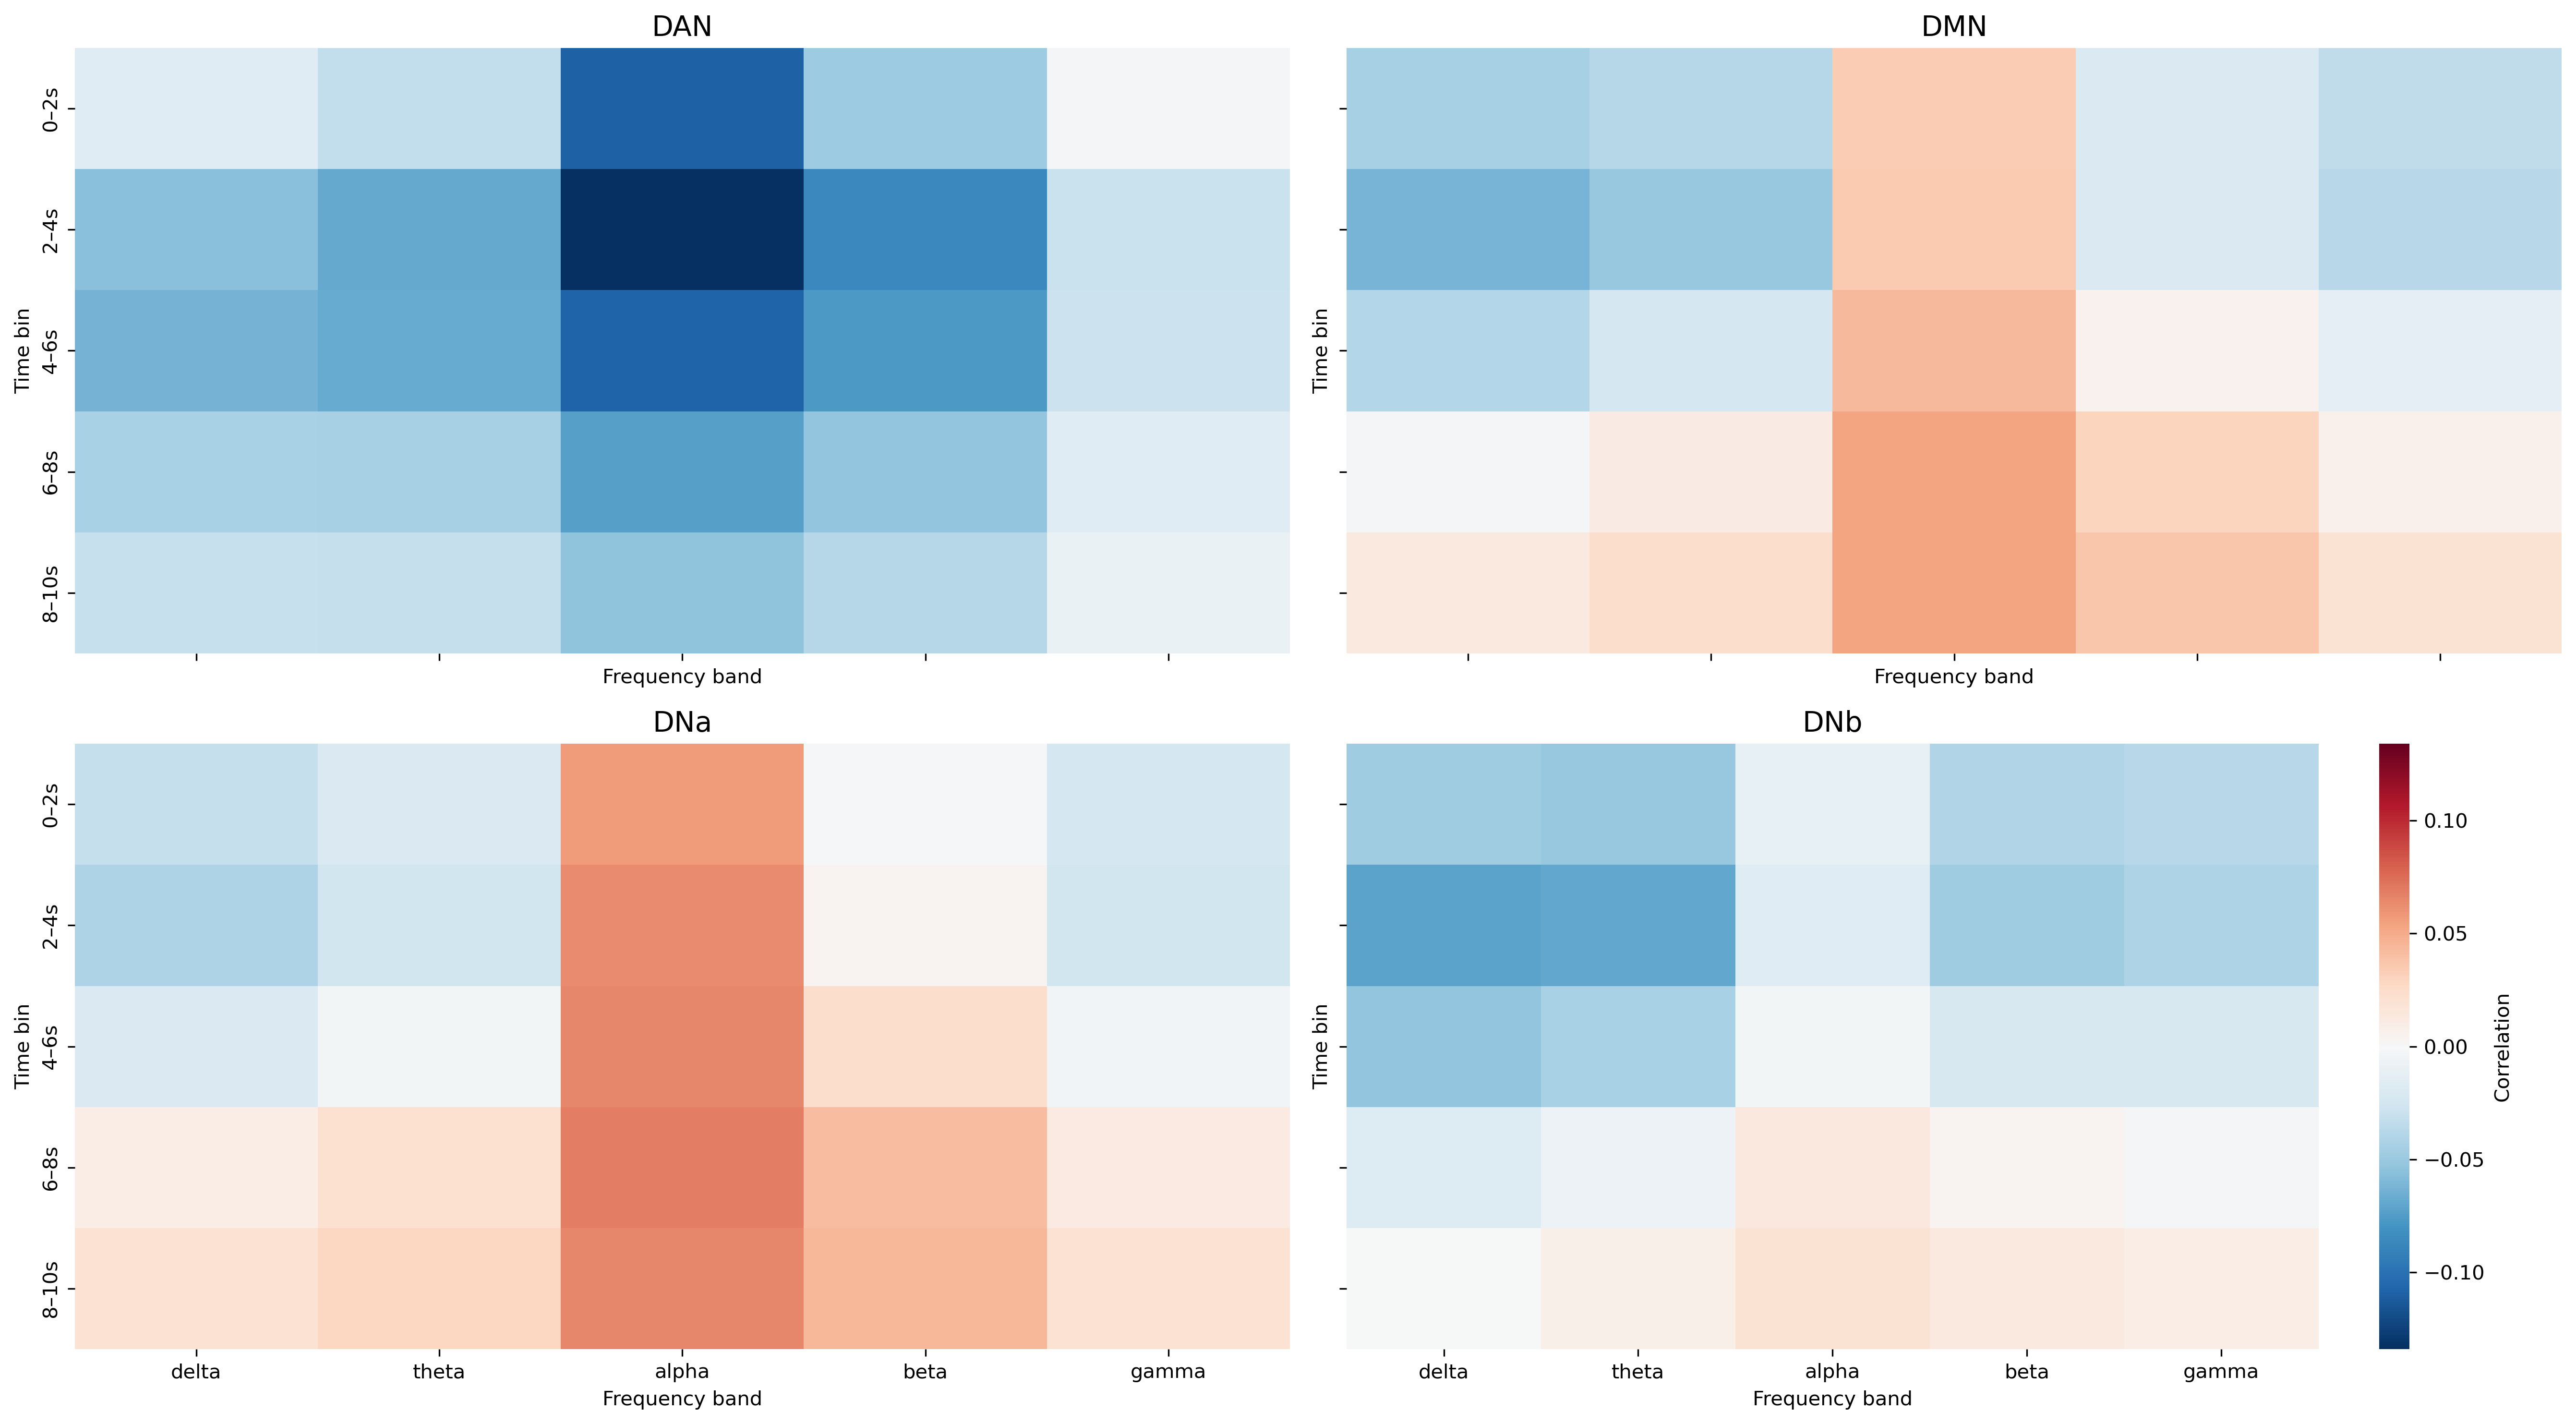 DAN
DMN
Time bin
0–2s
2–4s
4–6s
6–8s
8–10s
Time bin
Frequency band
Frequency band
DNa
DNb
Time bin
0–2s
2–4s
4–6s
6–8s
8–10s
Time bin
delta theta alpha beta gamma
Frequency band
delta theta alpha beta gamma
Frequency band
0.10
0.05
0.00
−0.05
−0.10
Correlation